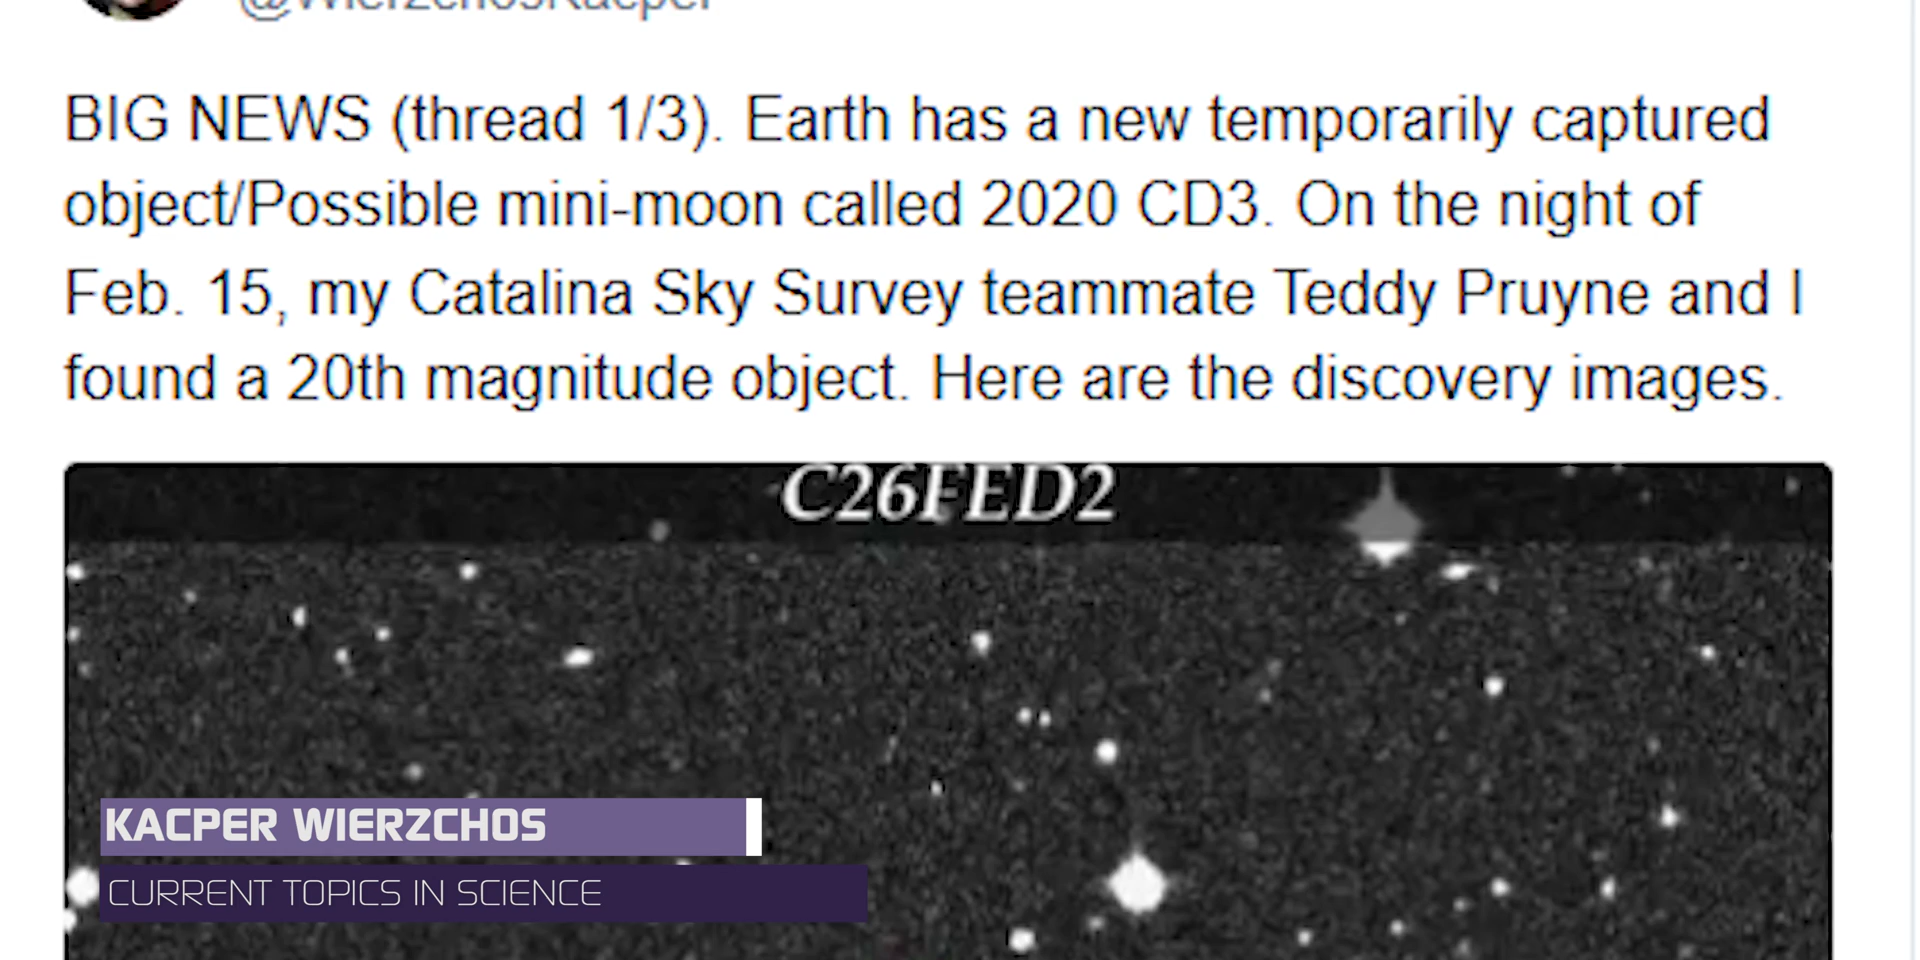 @WierzchosKacper
BIG NEWS (thread 1/3). Earth has a new temporarily captured
object/Possible mini-moon called 2020 CD3. On the night of
Feb. 15, my Catalina Sky Survey teammate Teddy Pruyne and I
found a 20th magnitude object. Here are the discovery images.
C26FED2
KACPER WIERZCHOS
CURRENT TOPICS IN SCIENCE